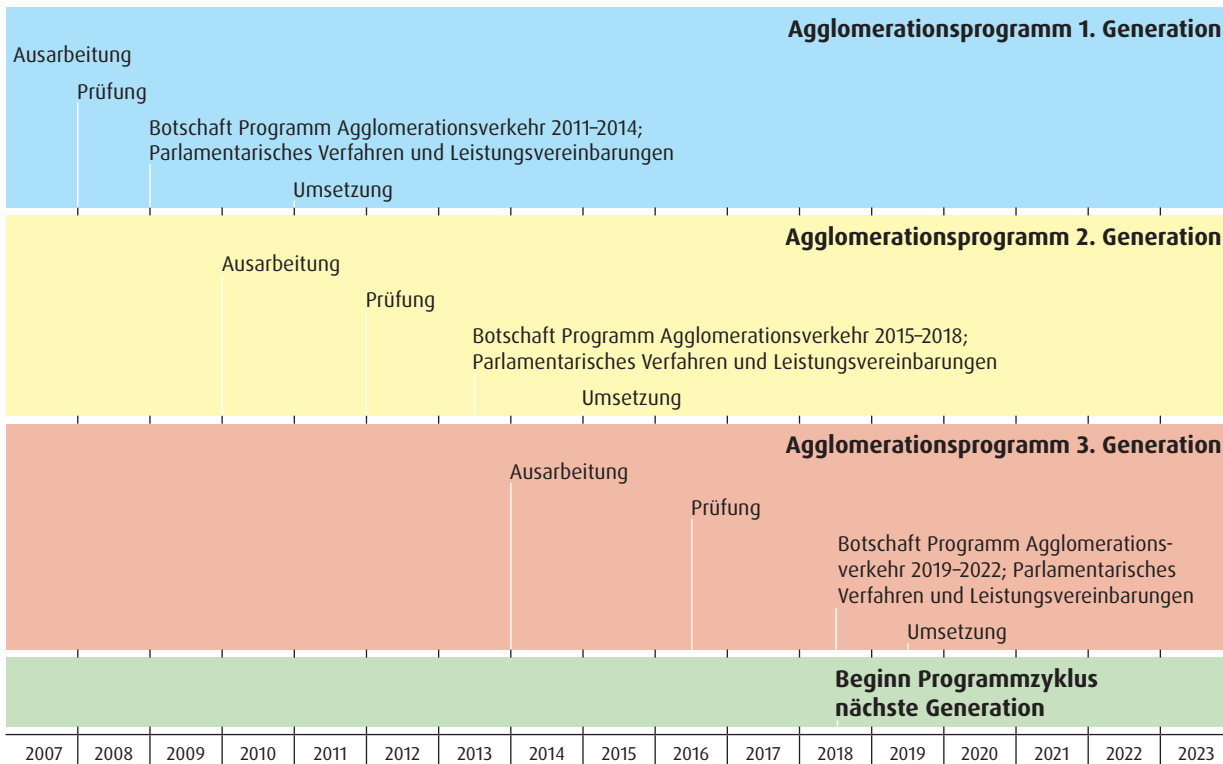 Agglomerationsprogramm 1. Generation
Ausarbeitung
Prüfung
Botschaft Programm Agglomerationsverkehr 2011–2014;
Parlamentarisches Verfahren und Leistungsvereinbarungen
Umsetzung
Agglomerationsprogramm 2. Generation
Ausarbeitung
Prüfung
Botschaft Programm Agglomerationsverkehr 2015–2018;
Parlamentarisches Verfahren und Leistungsvereinbarungen
Umsetzung
Agglomerationsprogramm 3. Generation
Ausarbeitung
Prüfung
Botschaft Programm Agglomerations-
verkehr 2019–2022; Parlamentarisches
Verfahren und Leistungsvereinbarungen
Umsetzung
Beginn Programmzyklus
nächste Generation
2007 2008 2009 2010 2011 2012 2013 2014 2015 2016 2017 2018 2019 2020 2021 2022 2023